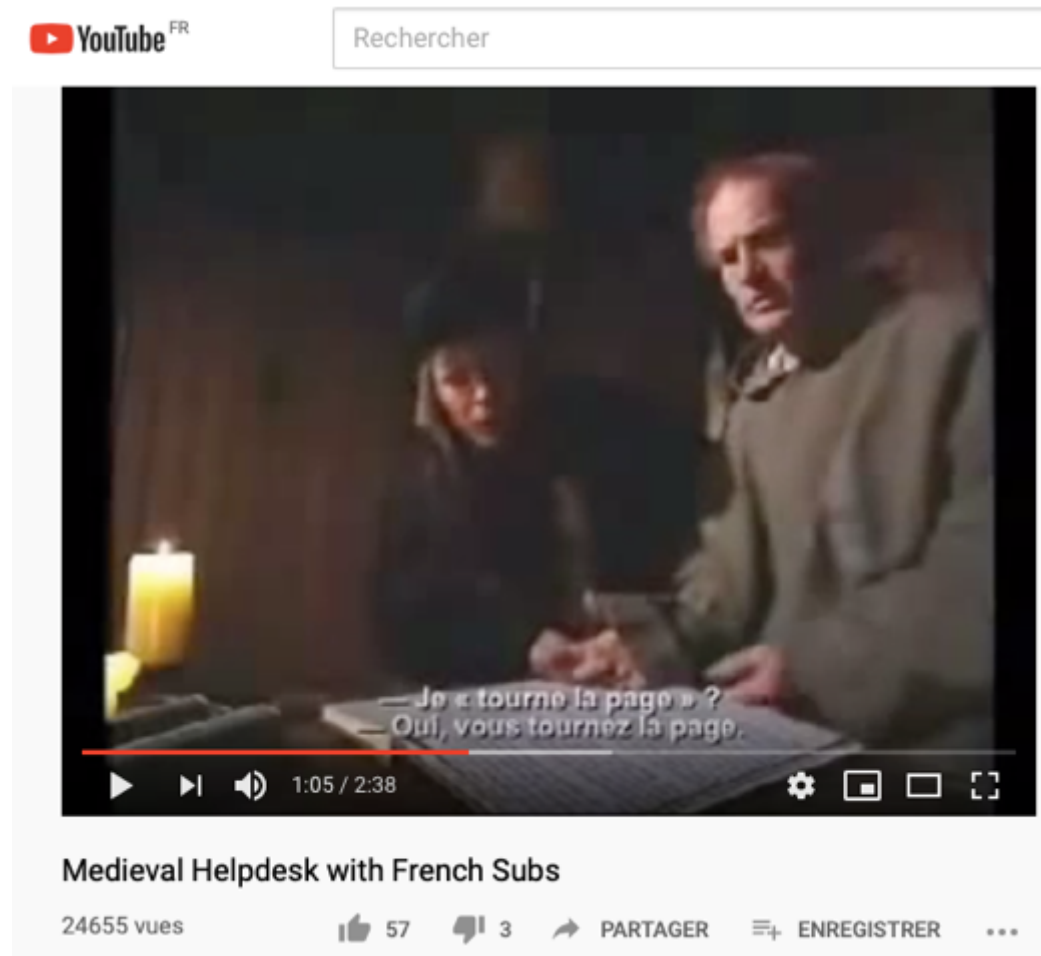 YouTube FR
Rechercher
— Je « tourne la page » ?
— Oui, vous tournez la page.
1:05 / 2:38
Medieval Helpdesk with French Subs
24655 vues 57 3 PARTAGER ENREGISTRER